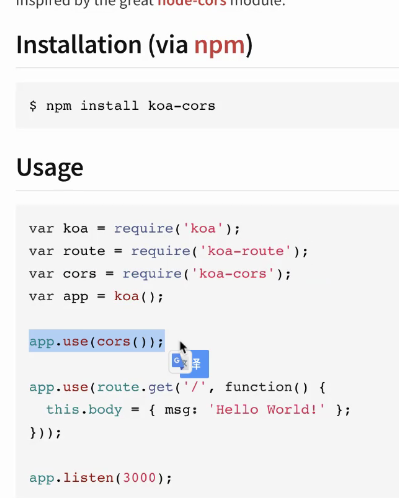 inspired by the great node-cors module.
Installation (via npm)
$ npm install koa-cors
Usage
var koa = require('koa');
var route = require('koa-route');
var cors = require('koa-cors');
var app = koa();
app.use(cors());
G 译
app.use(route.get('/', function() {
this.body = { msg: 'Hello World!' };
}));
app.listen(3000);